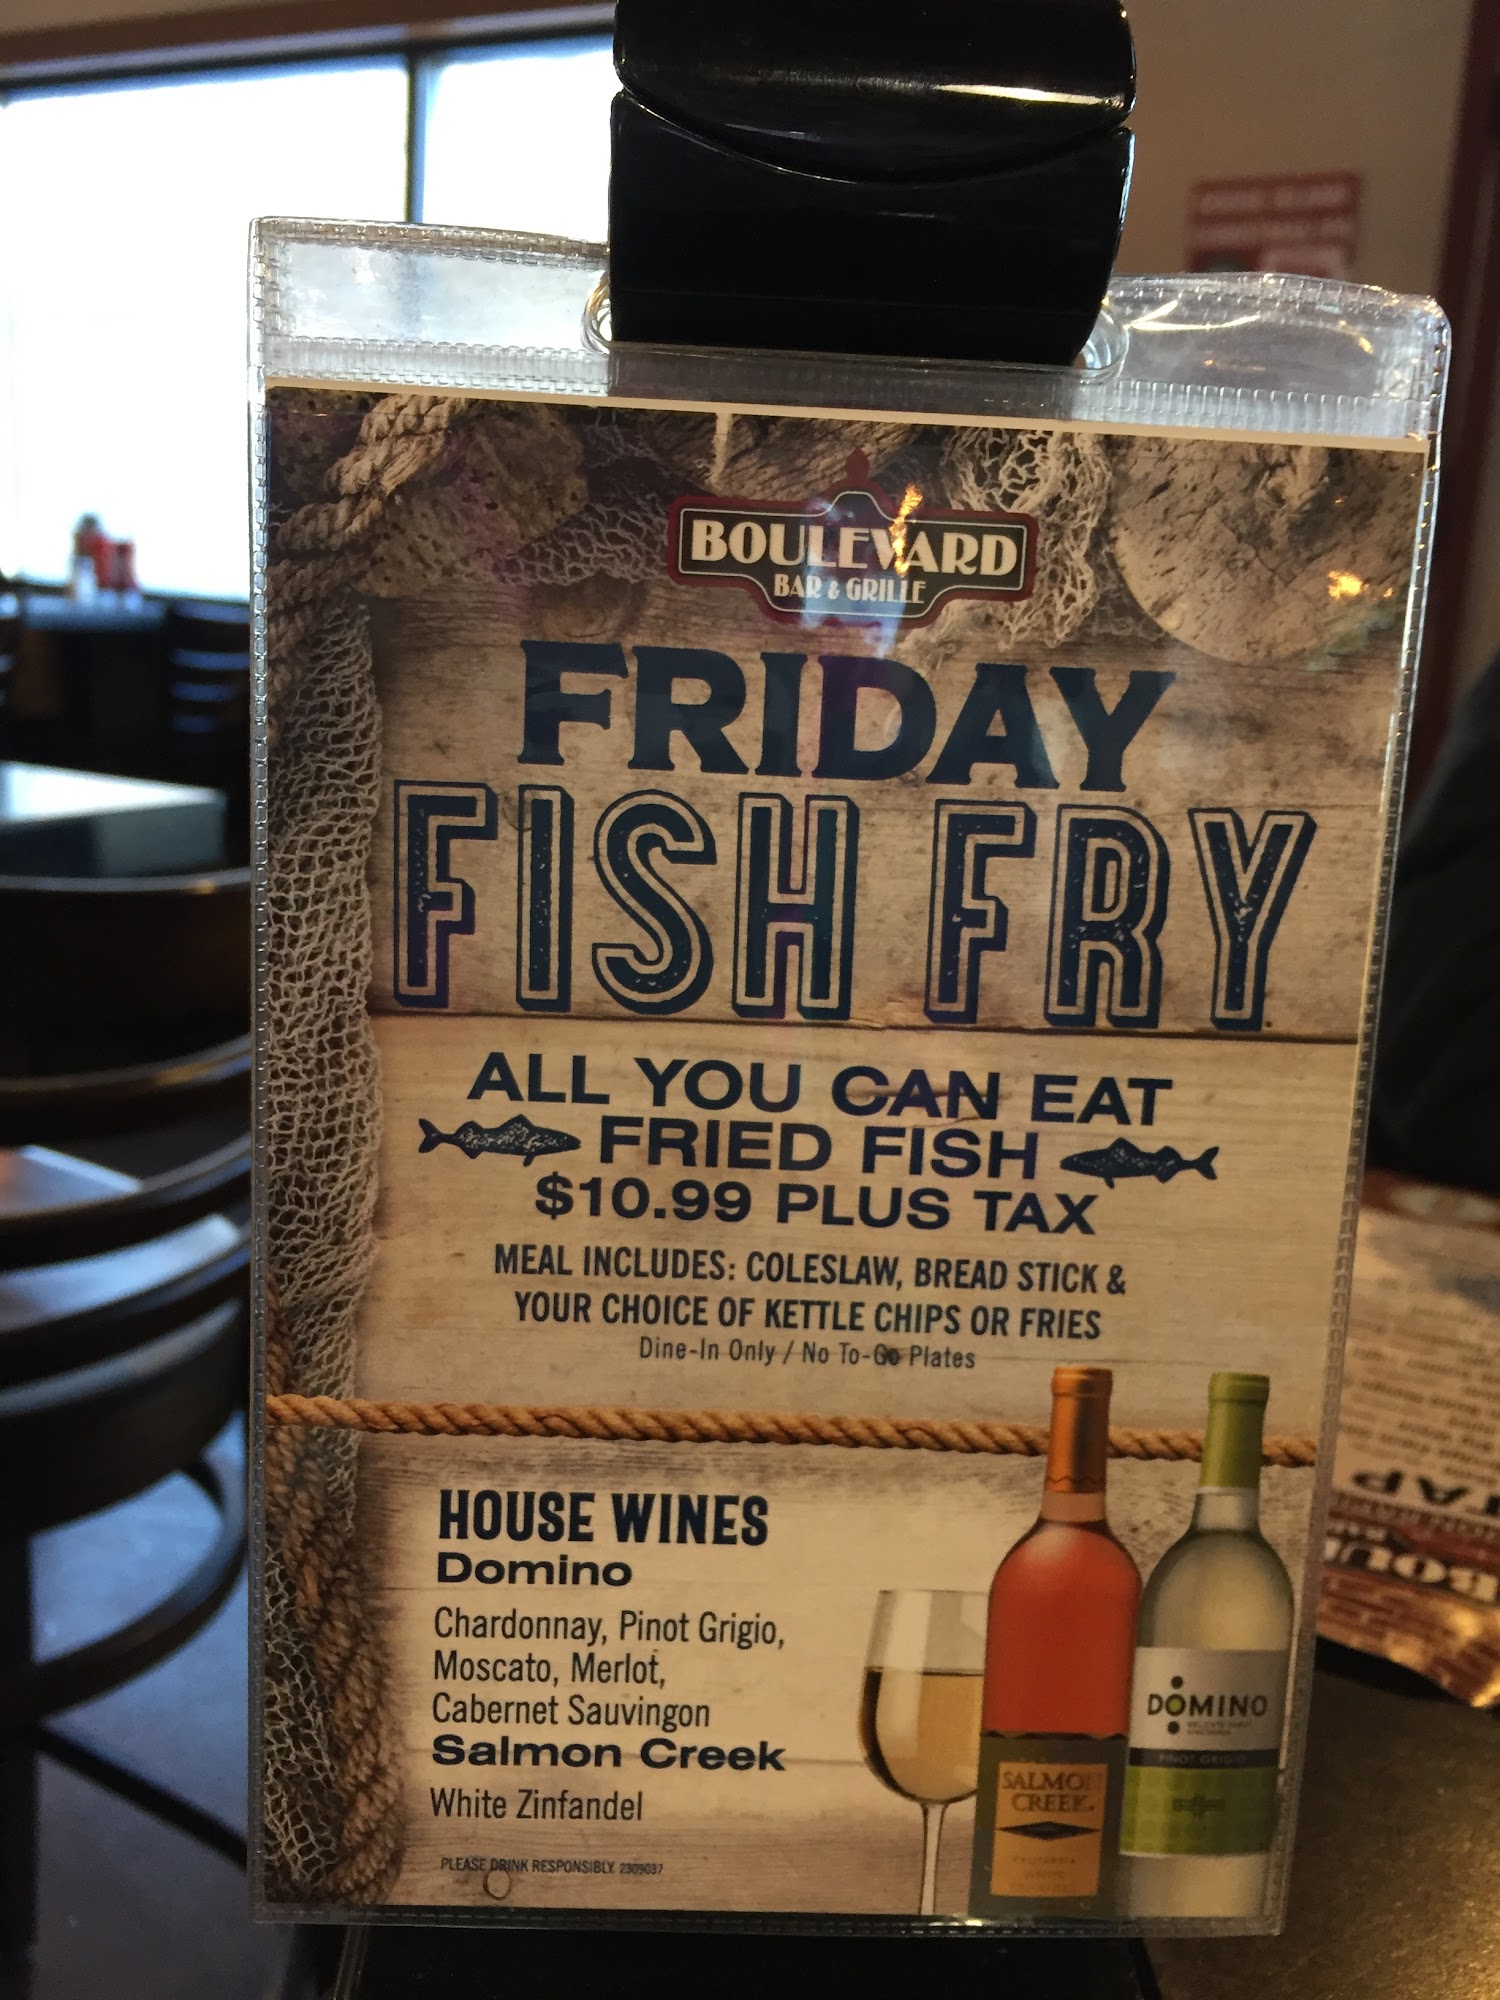 BOULEVARD
BAR & GRILLE
FRIDAY
FISH FRY
ALL YOU CAN EAT
FRIED FISH
$10.99 PLUS TAX
MEAL INCLUDES: COLESLAW, BREAD STICK &
YOUR CHOICE OF KETTLE CHIPS OR FRIES
Dine-In Only / No To-Go Plates
HOUSE WINES
Domino
Chardonnay, Pinot Grigio,
Moscato, Merlot,
Cabernet Sauvingon
Salmon Creek
White Zinfandel
PLEASE DRINK RESPONSIBLY. 2309037
SALMON
CREEK.
DOMINO
PINOT GRIGIO